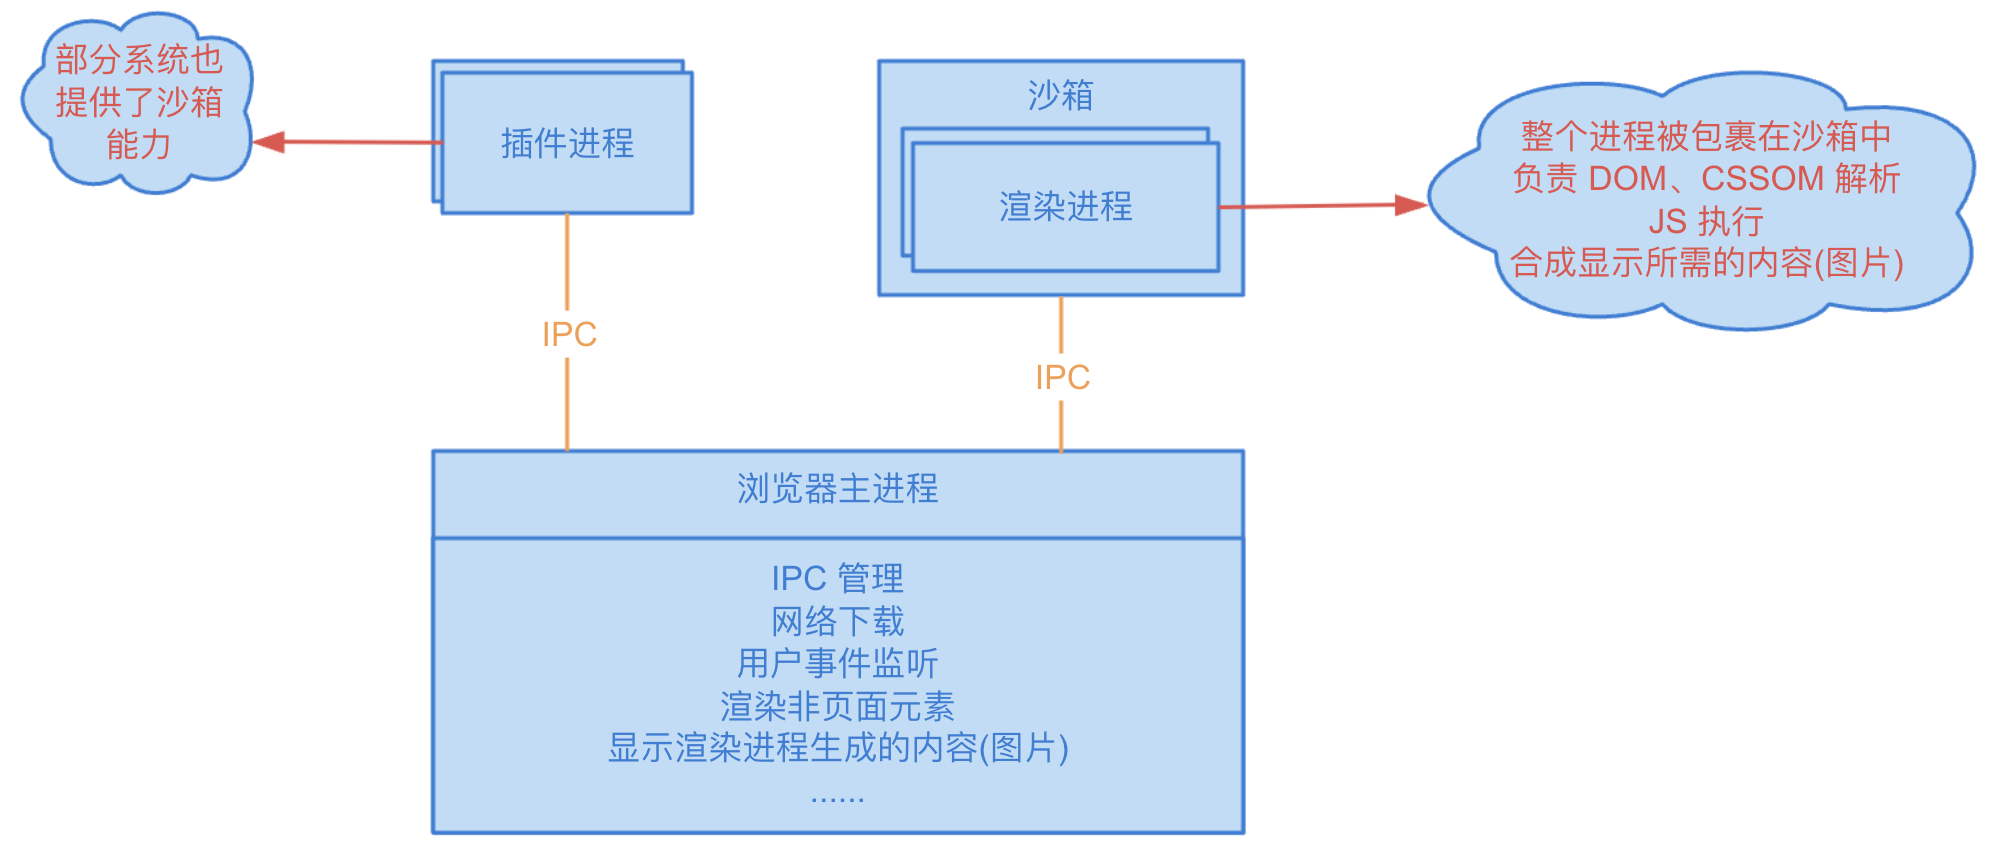 部分系统也
提供了沙箱
能力
插件进程
沙箱
渲染进程
整个进程被包裹在沙箱中
负责 DOM、CSSOM 解析
JS 执行
合成显示所需的内容(图片)
IPC
IPC
浏览器主进程
IPC 管理
网络下载
用户事件监听
渲染非页面元素
显示渲染进程生成的内容(图片)
......